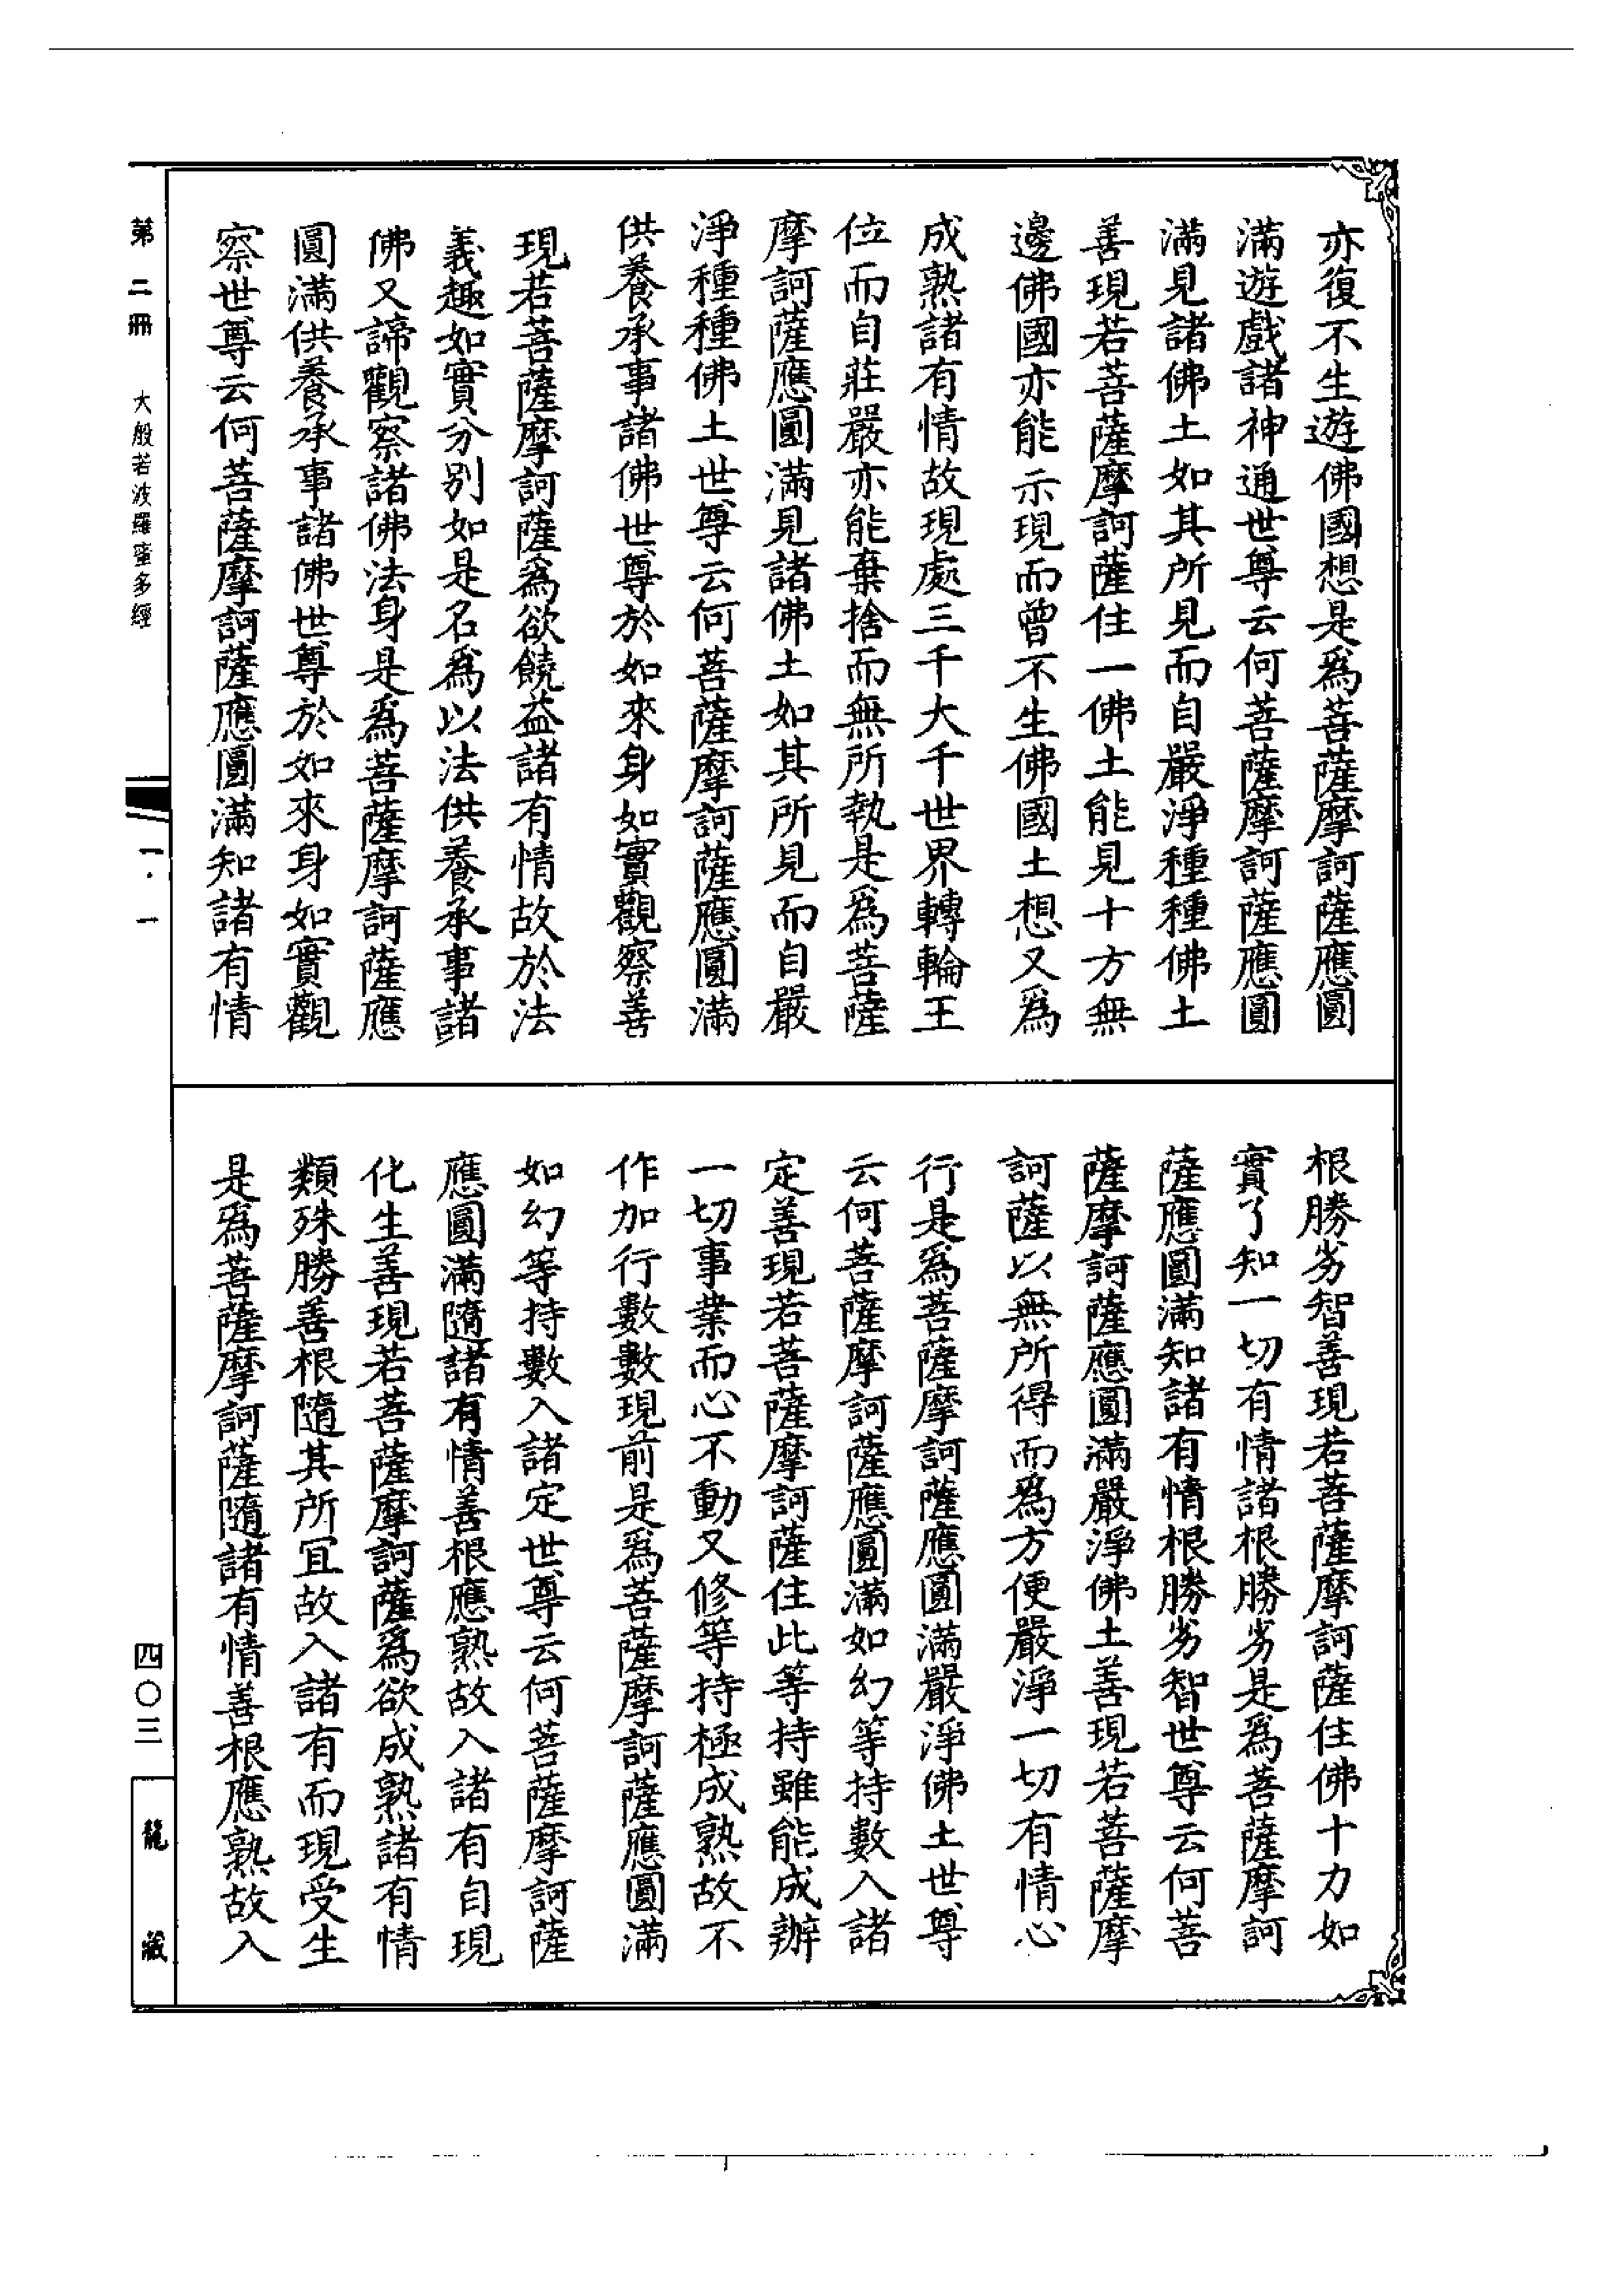 亦復不生遊佛國想是為菩薩摩訶薩應圓
滿遊戲諸神通世尊云何菩薩摩訶薩應圓
滿見諸佛土如其所見而自嚴淨種種佛土
善現若菩薩摩訶薩住一佛土能見十方無
邊佛國亦能示現而曾不生佛國土想又為
成熟諸有情故現處三千大千世界轉輪王
位而自莊嚴亦能棄捨而無所執是為菩薩
摩訶薩應圓滿見諸佛土如其所見而自嚴
淨種種佛土世尊云何菩薩摩訶薩應圓滿
供養承事諸佛世尊於如來身如實觀察善
現若菩薩摩訶薩為欲饒益諸有情故於法
義趣如實分別如是名為以法供養承事諸
佛又諦觀察諸佛法身是為菩薩摩訶薩應
圓滿供養承事諸佛世尊於如來身如實觀
察世尊云何菩薩摩訶薩應圓滿知諸有情
根勝劣智善現若菩薩摩訶薩住佛十力如
實了知一切有情諸根勝劣是為菩薩摩訶
薩應圓滿知諸有情根勝劣智世尊云何菩
薩摩訶薩應圓滿嚴淨佛土善現若菩薩摩
訶薩以無所得而為方便嚴淨一切有情心
行是為菩薩摩訶薩應圓滿嚴淨佛土世尊
云何菩薩摩訶薩應圓滿如幻等持數入諸
定善現若菩薩摩訶薩住此等持雖能成辦
一切事業而心不動又修等持極成熟故不
作加行數數現前是為菩薩摩訶薩應圓滿
如幻等持數入諸定世尊云何菩薩摩訶薩
應圓滿隨諸有情善根應熟故入諸有自現
化生善現若菩薩摩訶薩為欲成熟諸有情
類殊勝善根隨其所宜故入諸有而現受生
是為菩薩摩訶薩隨諸有情善根應熟故入
第二冊 大般若波羅蜜多經 一·一
四〇三 龍藏